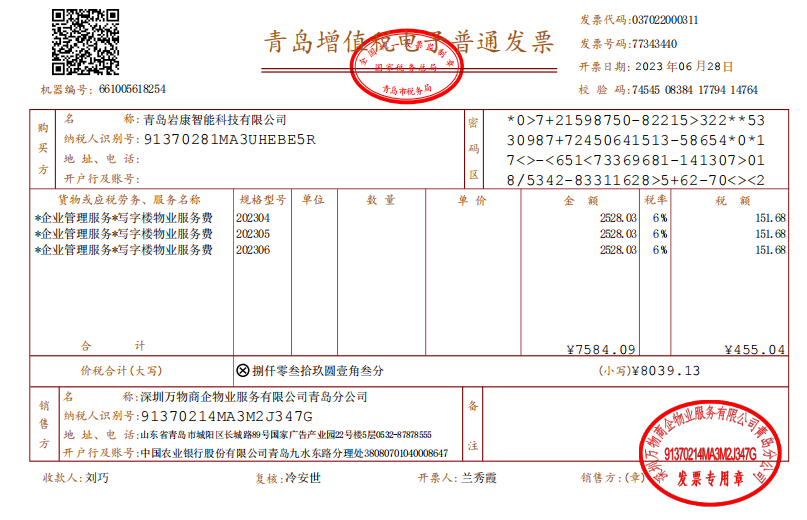 青岛增值税电子普通发票
全国统一发票监制章
国家税务总局
青岛市税务局
机器编号: 661005618254
发票代码:037022000311
发票号码:77343440
开票日期: 2023 年06 月28日
校 验 码:74545 08384 17794 14764
购买方
名 称:青岛岩康智能科技有限公司
纳税人识别号:91370281MA3UHEBE5R
地 址、电 话:
开户行及账号:
密码区
*0>7+21598750-82215>322**53
30987+72450641513-58654*0*1
7<>-<651<73369681-141307>01
8/5342-83311628>5+62-70<><2
货物或应税劳务、服务名称 规格型号 单位 数 量 单 价 金 额 税率 税 额
*企业管理服务*写字楼物业服务费 202304 2528.03 6% 151.68
*企业管理服务*写字楼物业服务费 202305 2528.03 6% 151.68
*企业管理服务*写字楼物业服务费 202306 2528.03 6% 151.68
合 计 ¥7584.09 ¥455.04
价税合计(大写) ⊗捌仟零叁拾玖圆壹角叁分 (小写)¥8039.13
销售方
名 称:深圳万物商企物业服务有限公司青岛分公司
纳税人识别号:91370214MA3M2J347G
地 址、电 话:山东省青岛市城阳区长城路89号国家广告产业园22号楼5层0532-87878555
开户行及账号:中国农业银行股份有限公司青岛九水东路分理处38080701040008647
备注
深圳万物商企物业服务有限公司青岛分公司
91370214MA3M2J347G
发票专用章
收款人:刘巧 复核:冷安世 开票人:兰秀霞 销售方:(章)